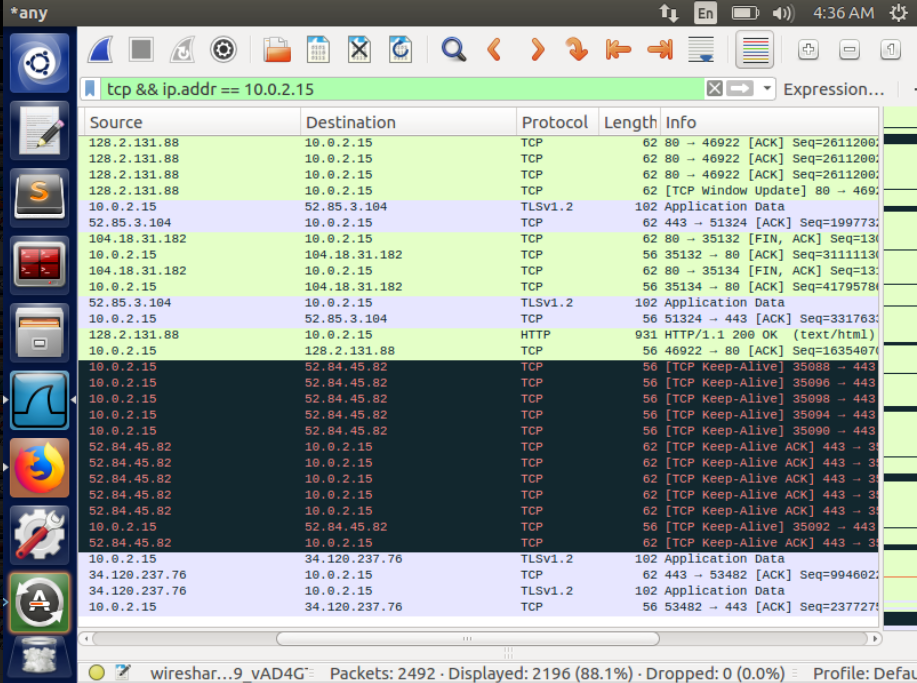 *any En 4:36 AM
tcp && ip.addr == 10.0.2.15 Expression...
Source Destination Protocol Length Info
128.2.131.88 10.0.2.15 TCP 62 80 → 46922 [ACK] Seq=26112002
128.2.131.88 10.0.2.15 TCP 62 80 → 46922 [ACK] Seq=26112002
128.2.131.88 10.0.2.15 TCP 62 80 → 46922 [ACK] Seq=26112002
128.2.131.88 10.0.2.15 TCP 62 [TCP Window Update] 80 → 4692
10.0.2.15 52.85.3.104 TLSv1.2 102 Application Data
52.85.3.104 10.0.2.15 TCP 62 443 → 51324 [ACK] Seq=1997732
104.18.31.182 10.0.2.15 TCP 62 80 → 35132 [FIN, ACK] Seq=130
10.0.2.15 104.18.31.182 TCP 56 35132 → 80 [ACK] Seq=31111130
104.18.31.182 10.0.2.15 TCP 62 80 → 35134 [FIN, ACK] Seq=131
10.0.2.15 104.18.31.182 TCP 56 35134 → 80 [ACK] Seq=41795786
52.85.3.104 10.0.2.15 TLSv1.2 102 Application Data
10.0.2.15 52.85.3.104 TCP 56 51324 → 443 [ACK] Seq=3317633
128.2.131.88 10.0.2.15 HTTP 931 HTTP/1.1 200 OK (text/html)
10.0.2.15 128.2.131.88 TCP 56 46922 → 80 [ACK] Seq=16354070
10.0.2.15 52.84.45.82 TCP 56 [TCP Keep-Alive] 35088 → 443
10.0.2.15 52.84.45.82 TCP 56 [TCP Keep-Alive] 35096 → 443
10.0.2.15 52.84.45.82 TCP 56 [TCP Keep-Alive] 35098 → 443
10.0.2.15 52.84.45.82 TCP 56 [TCP Keep-Alive] 35094 → 443
10.0.2.15 52.84.45.82 TCP 56 [TCP Keep-Alive] 35090 → 443
52.84.45.82 10.0.2.15 TCP 62 [TCP Keep-Alive ACK] 443 → 35
52.84.45.82 10.0.2.15 TCP 62 [TCP Keep-Alive ACK] 443 → 35
52.84.45.82 10.0.2.15 TCP 62 [TCP Keep-Alive ACK] 443 → 35
52.84.45.82 10.0.2.15 TCP 62 [TCP Keep-Alive ACK] 443 → 35
52.84.45.82 10.0.2.15 TCP 62 [TCP Keep-Alive ACK] 443 → 35
10.0.2.15 52.84.45.82 TCP 56 [TCP Keep-Alive] 35092 → 443
52.84.45.82 10.0.2.15 TCP 62 [TCP Keep-Alive ACK] 443 → 35
10.0.2.15 34.120.237.76 TLSv1.2 102 Application Data
34.120.237.76 10.0.2.15 TCP 62 443 → 53482 [ACK] Seq=9946022
34.120.237.76 10.0.2.15 TLSv1.2 102 Application Data
10.0.2.15 34.120.237.76 TCP 56 53482 → 443 [ACK] Seq=2377275
wireshar...9_vAD4G Packets: 2492 · Displayed: 2196 (88.1%) · Dropped: 0 (0.0%) Profile: Defau